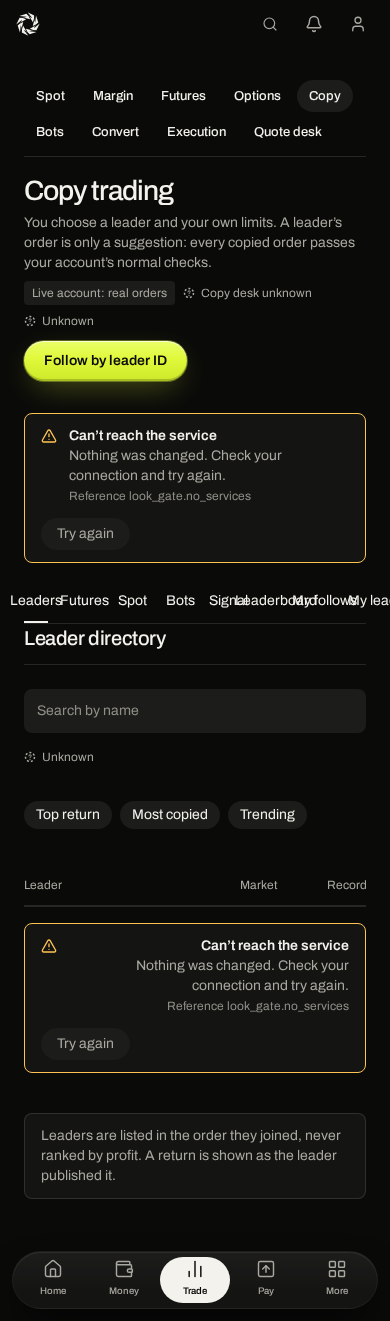 Spot Margin Futures Options Copy
Bots Convert Execution Quote desk
Copy trading
You choose a leader and your own limits. A leader’s
order is only a suggestion: every copied order passes
your account’s normal checks.
Live account: real orders Copy desk unknown
Unknown
Follow by leader ID
Can’t reach the service
Nothing was changed. Check your
connection and try again.
Reference look_gate.no_services
Try again
Leaders Futures Spot Bots Signal Leaderboard My follows My lea
Leader directory
Search by name
Unknown
Top return Most copied Trending
Leader Market Record
Can’t reach the service
Nothing was changed. Check your
connection and try again.
Reference look_gate.no_services
Try again
Leaders are listed in the order they joined, never
ranked by profit. A return is shown as the leader
published it.
Home Money Trade Pay More